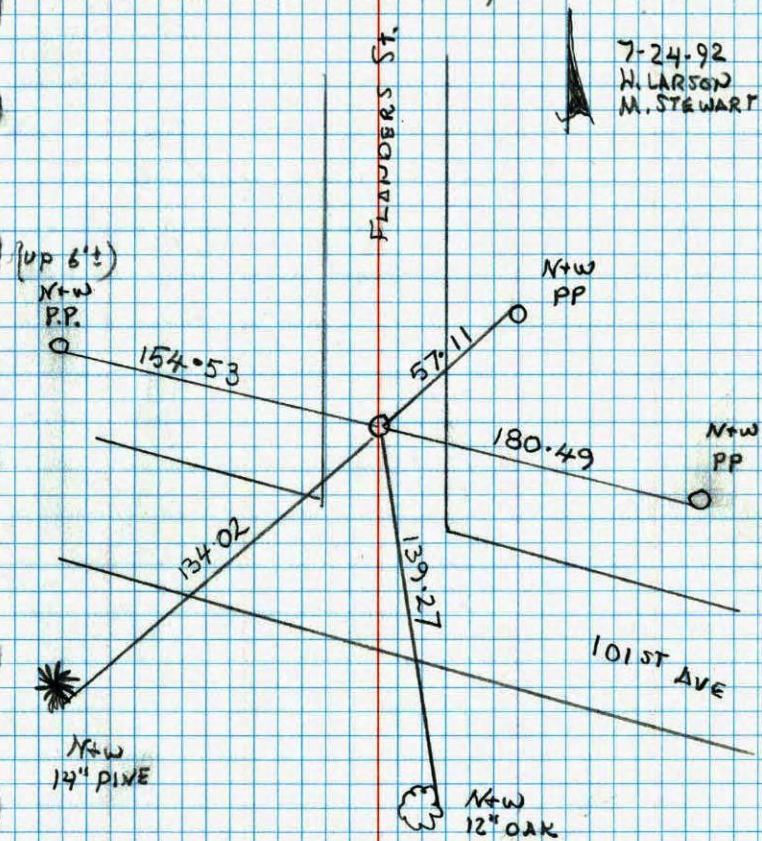 7-24-92
W. LARSON
M. STEWART
FLANDERS ST.
(UP 6'±)
N+W
P.P.
N+W
PP
154.53
57.11
180.49
N+W
PP
134.02
139.27
101ST AVE
N+W
14" PINE
N+W
12" OAK